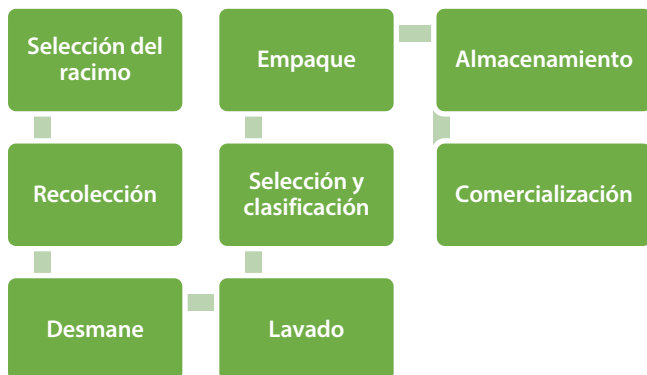 Selección del
racimo
Recolección
Desmane
Lavado
Selección y
clasificación
Empaque
Almacenamiento
Comercialización